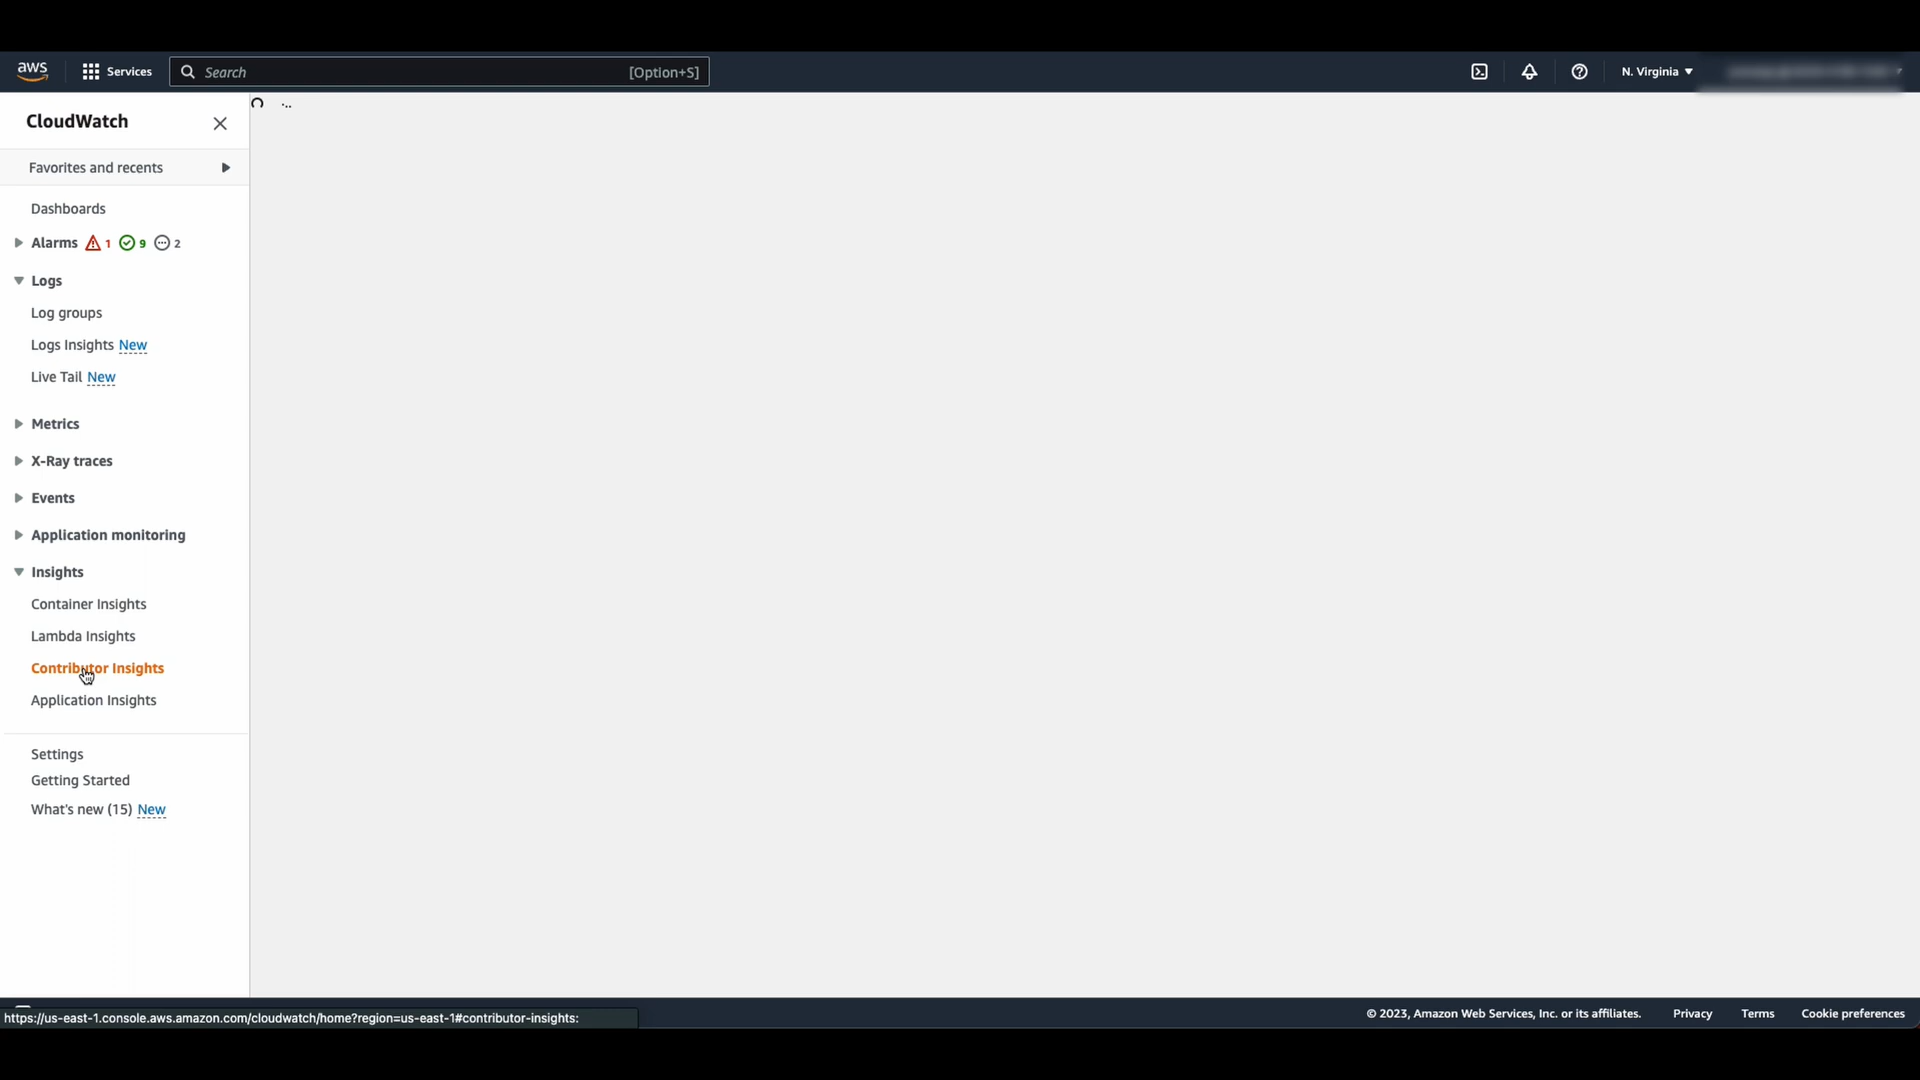 aws
Services
Search
[Option+S]
N. Virginia
CloudWatch
Favorites and recents
Dashboards
Alarms 1 9 2
Logs
Log groups
Logs Insights New
Live Tail New
Metrics
X-Ray traces
Events
Application monitoring
Insights
Container Insights
Lambda Insights
Contributor Insights
Application Insights
Settings
Getting Started
What's new (15) New
https://us-east-1.console.aws.amazon.com/cloudwatch/home?region=us-east-1#contributor-insights:
© 2023, Amazon Web Services, Inc. or its affiliates.
Privacy
Terms
Cookie preferences